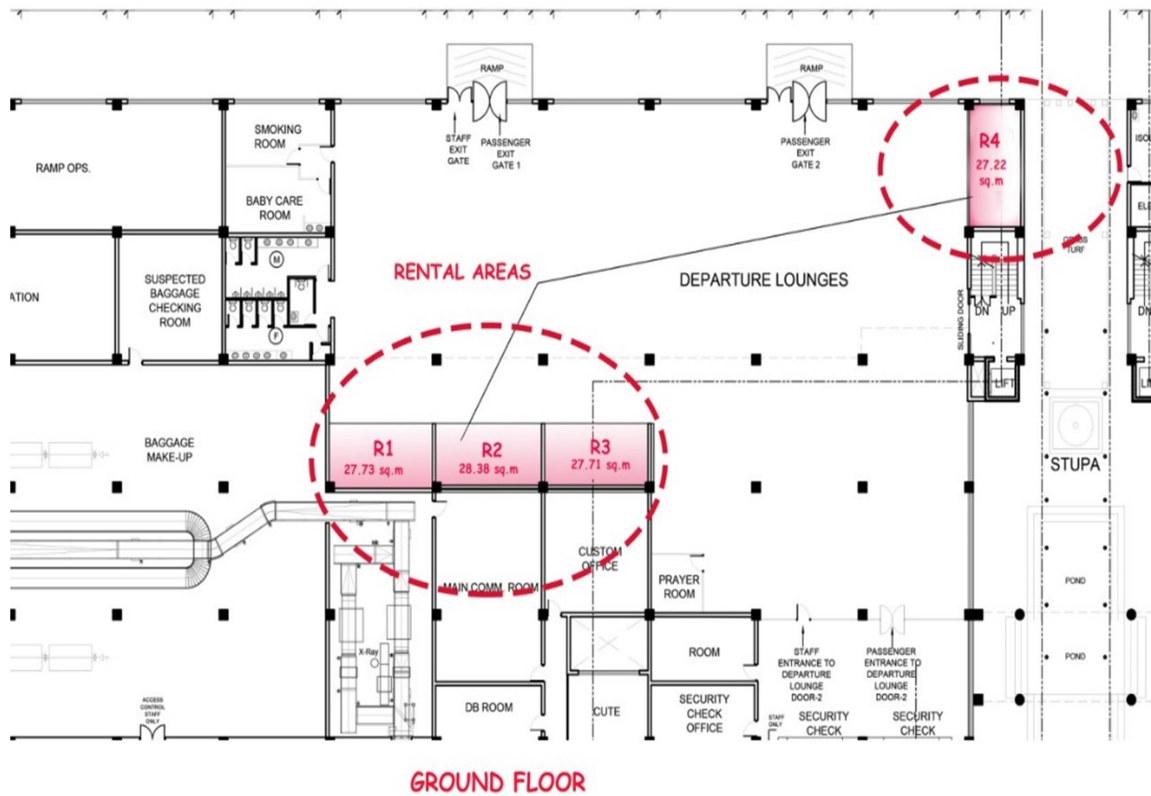 RAMP
RAMP
SMOKING
ROOM
STAFF
EXIT
GATE
PASSENGER
EXIT
GATE 1
PASSENGER
EXIT
GATE 2
R4
27.22
sq.m
RAMP OPS.
BABY CARE
ROOM
M
SUSPECTED
BAGGAGE
CHECKING
ROOM
RENTAL AREAS
DEPARTURE LOUNGES
TURF
F
SLIDING DOOR
DN
UP
LIFT
R1
27.73 sq.m
R2
28.38 sq.m
R3
27.71 sq.m
BAGGAGE
MAKE-UP
STUPA
MAIN COMM. ROOM
CUSTOM
OFFICE
PRAYER
ROOM
POND
POND
X-Ray
ROOM
STAFF
ENTRANCE TO
DEPARTURE
LOUNGE
DOOR-2
PASSENGER
ENTRANCE TO
DEPARTURE
LOUNGE
DOOR-2
ACCESS
CONTROL
STAFF
ONLY
DB ROOM
CUTE
SECURITY
CHECK
OFFICE
STAFF
ONLY
SECURITY
CHECK
SECURITY
CHECK
GROUND FLOOR